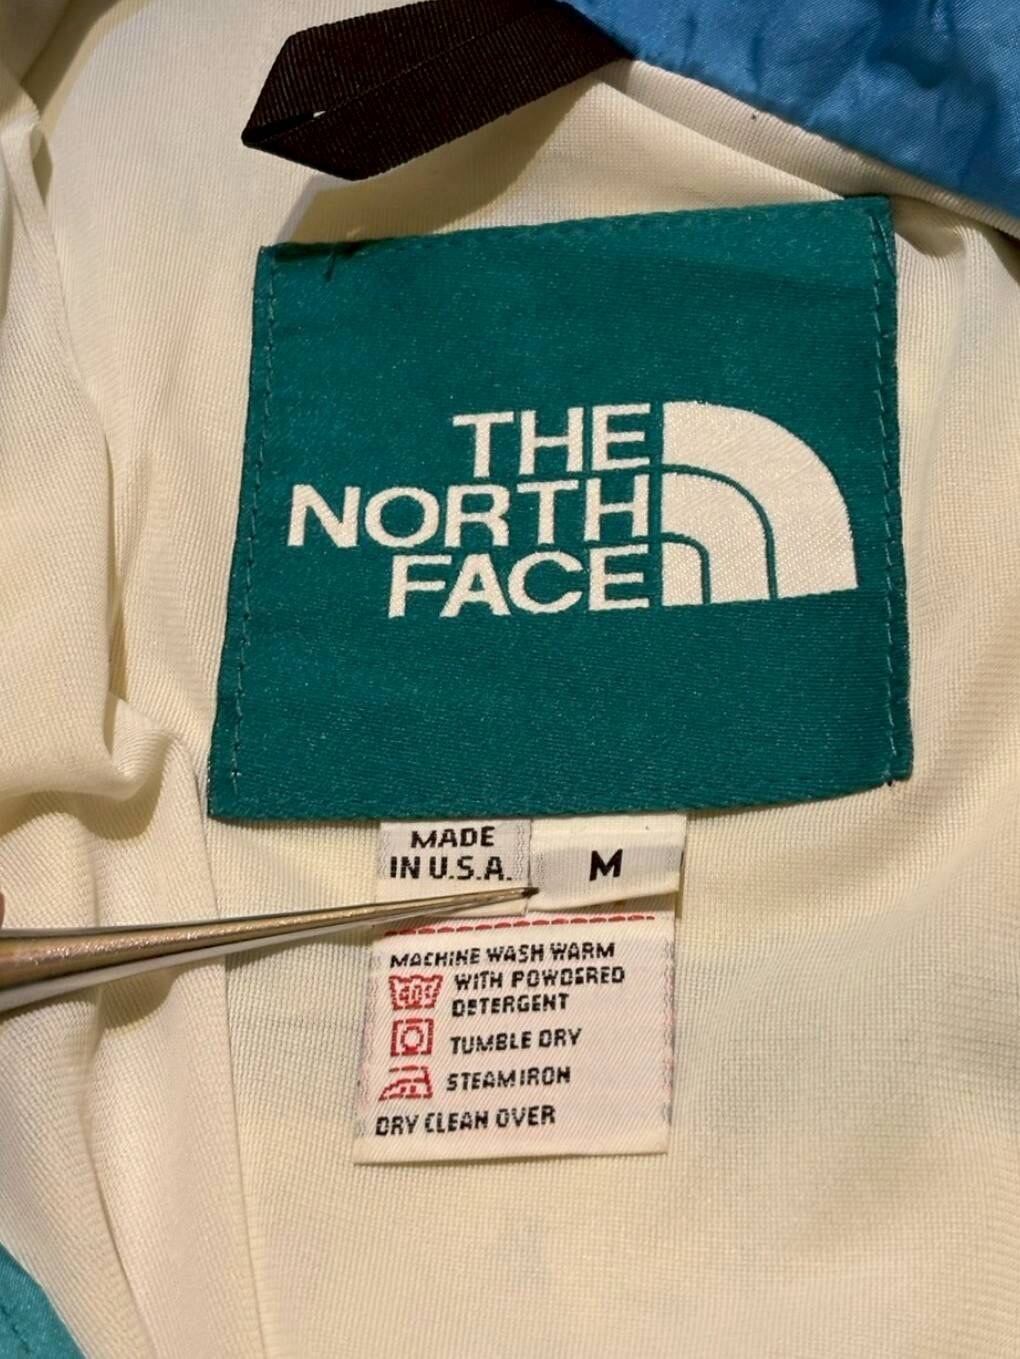 THE
NORTH
FACE
MADE
IN U.S.A.
M
MACHINE WASH WARM
WITH POWDERED
DETERGENT
TUMBLE DRY
STEAM IRON
DRY CLEAN OVER